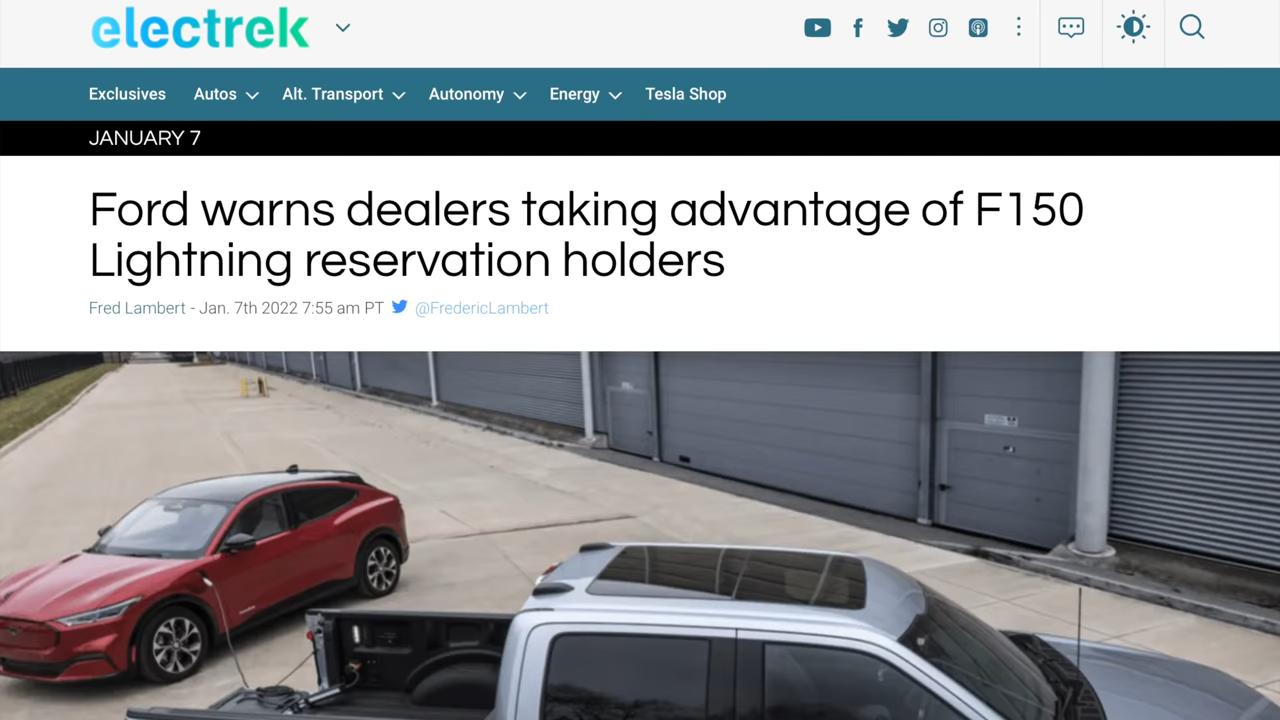 electrek
Exclusives Autos Alt. Transport Autonomy Energy Tesla Shop
JANUARY 7
Ford warns dealers taking advantage of F150
Lightning reservation holders
Fred Lambert - Jan. 7th 2022 7:55 am PT @FredericLambert